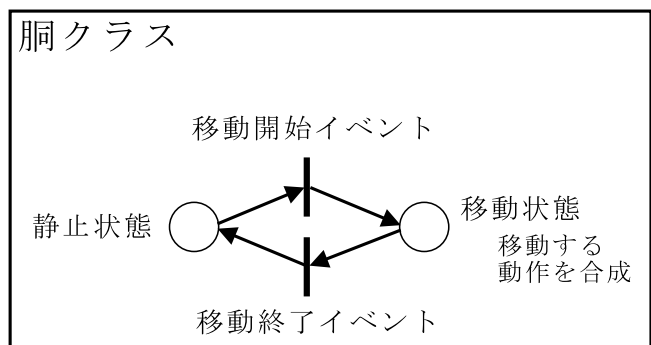 胴クラス
移動開始イベント
静止状態
移動状態
移動する
動作を合成
移動終了イベント